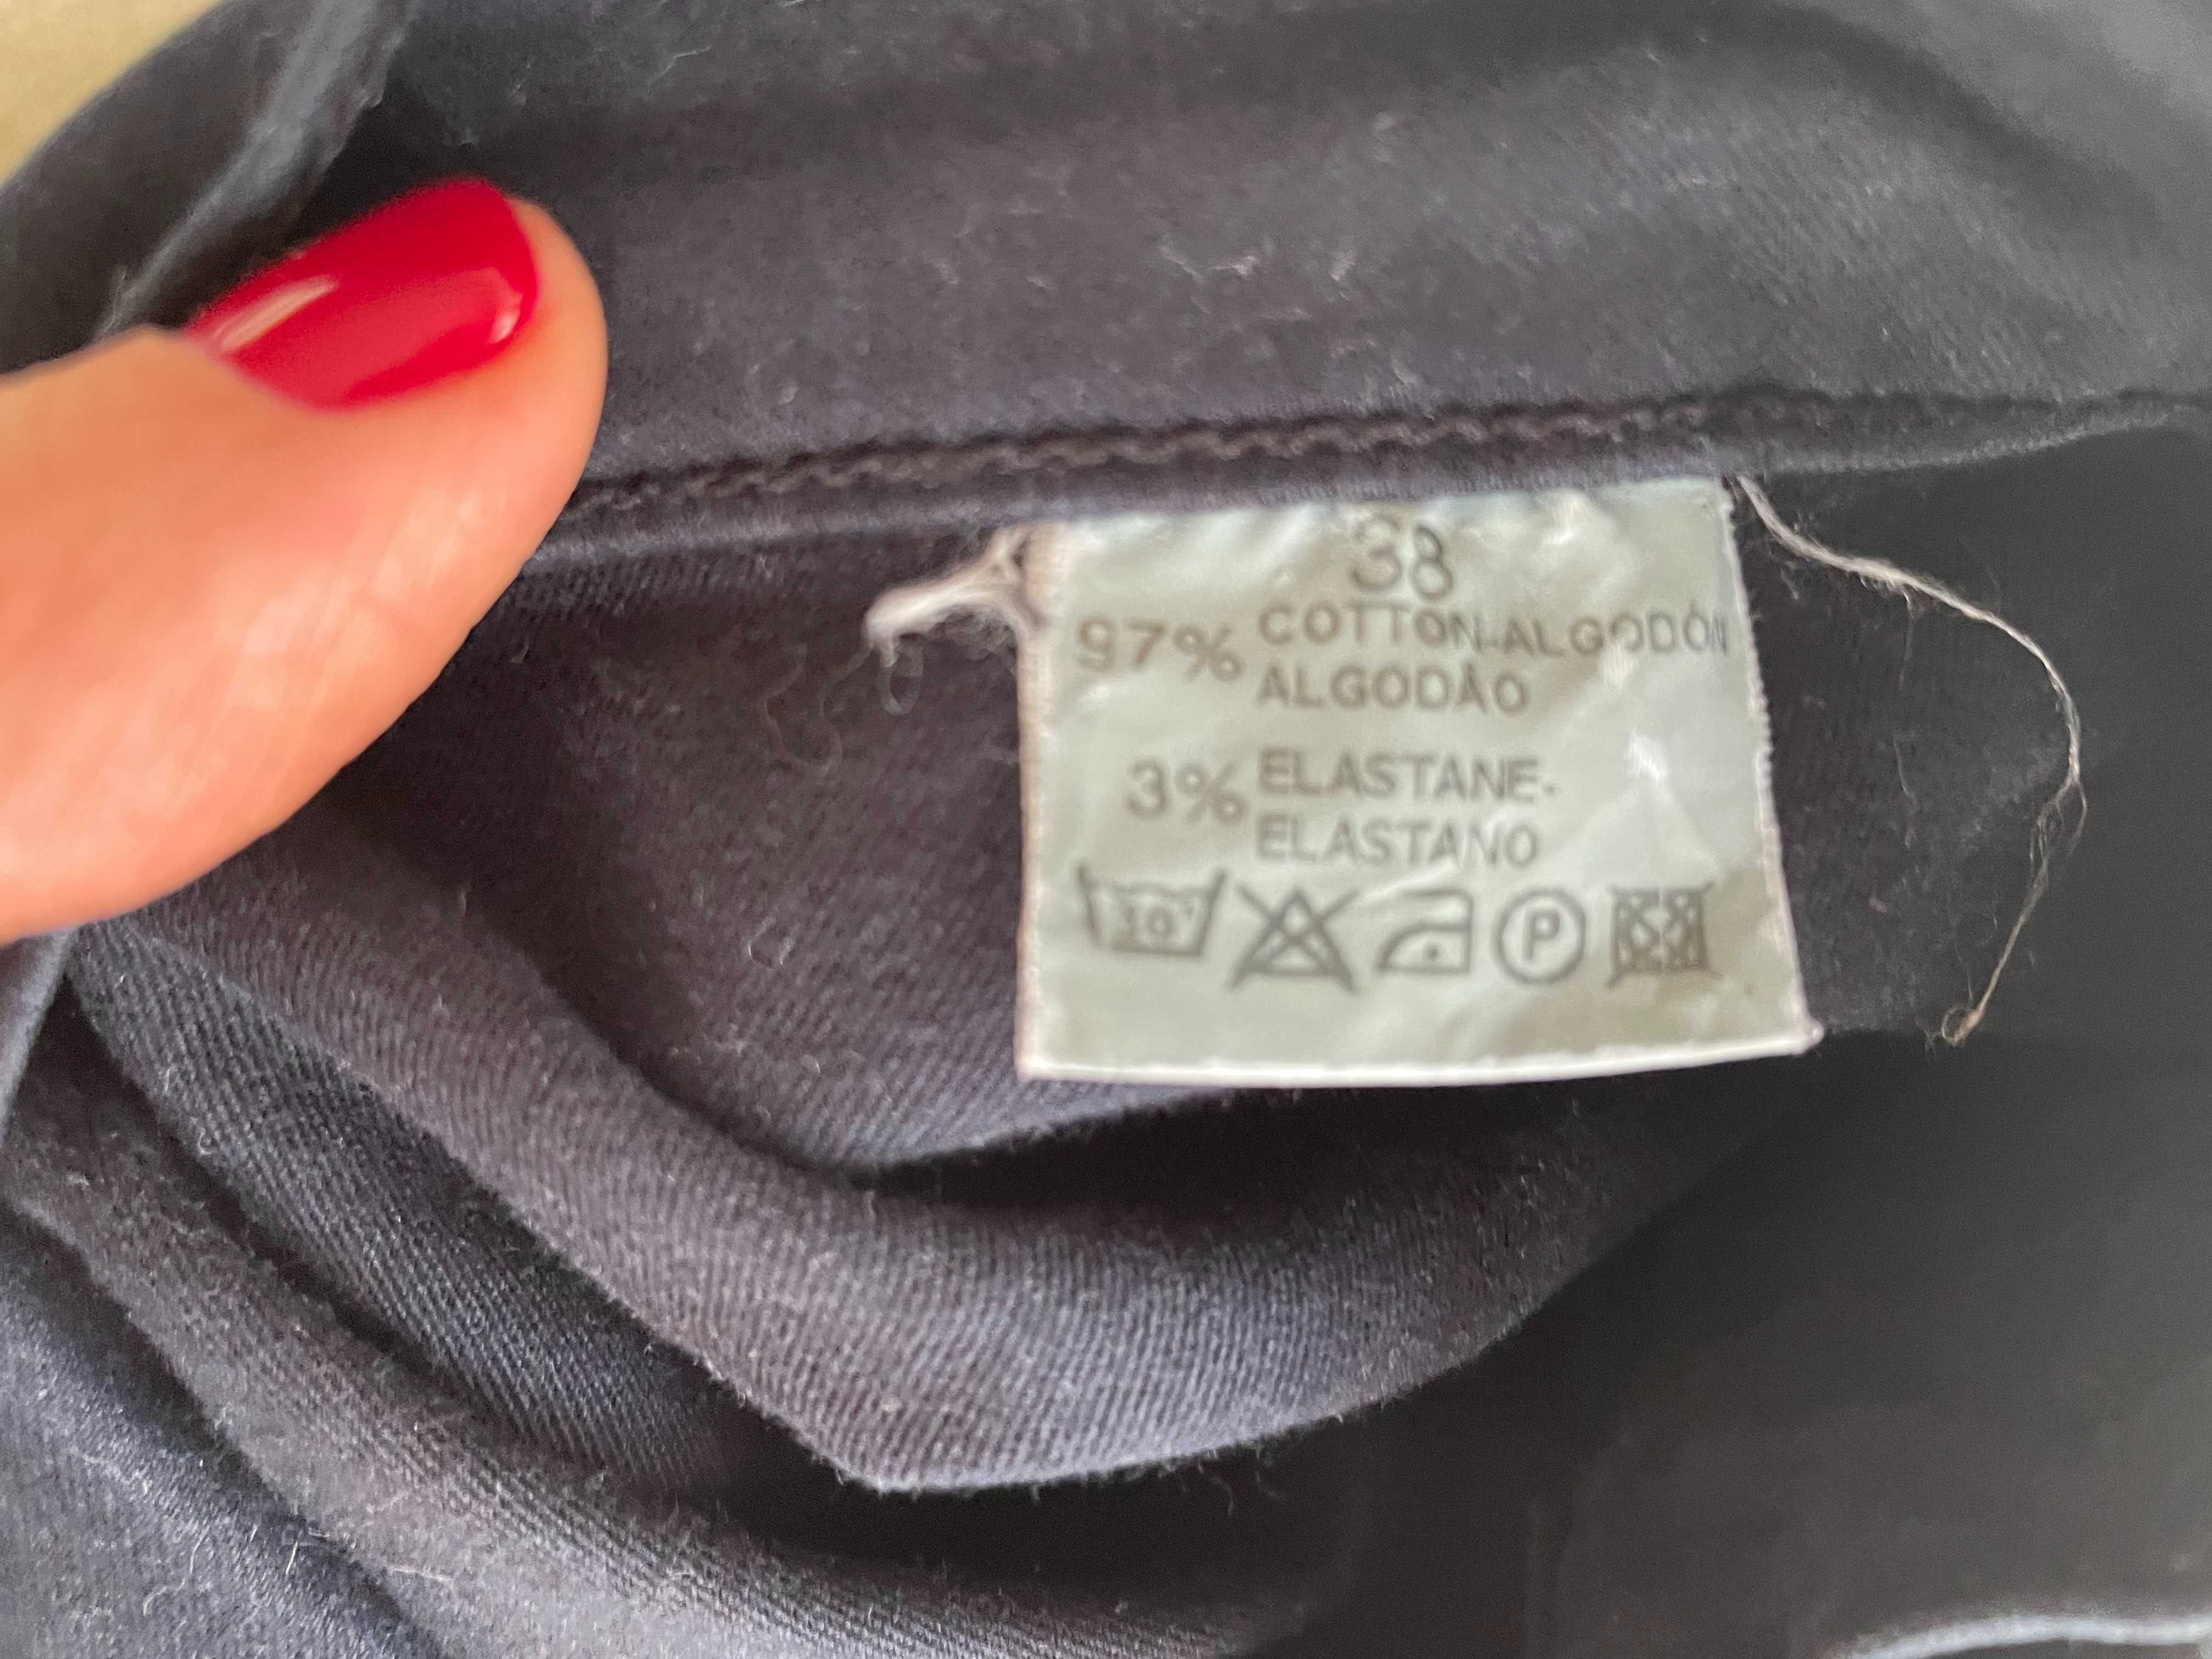 38
97% COTTON-ALGODÓN
ALGODÃO
3% ELASTANE-
ELASTANO
P